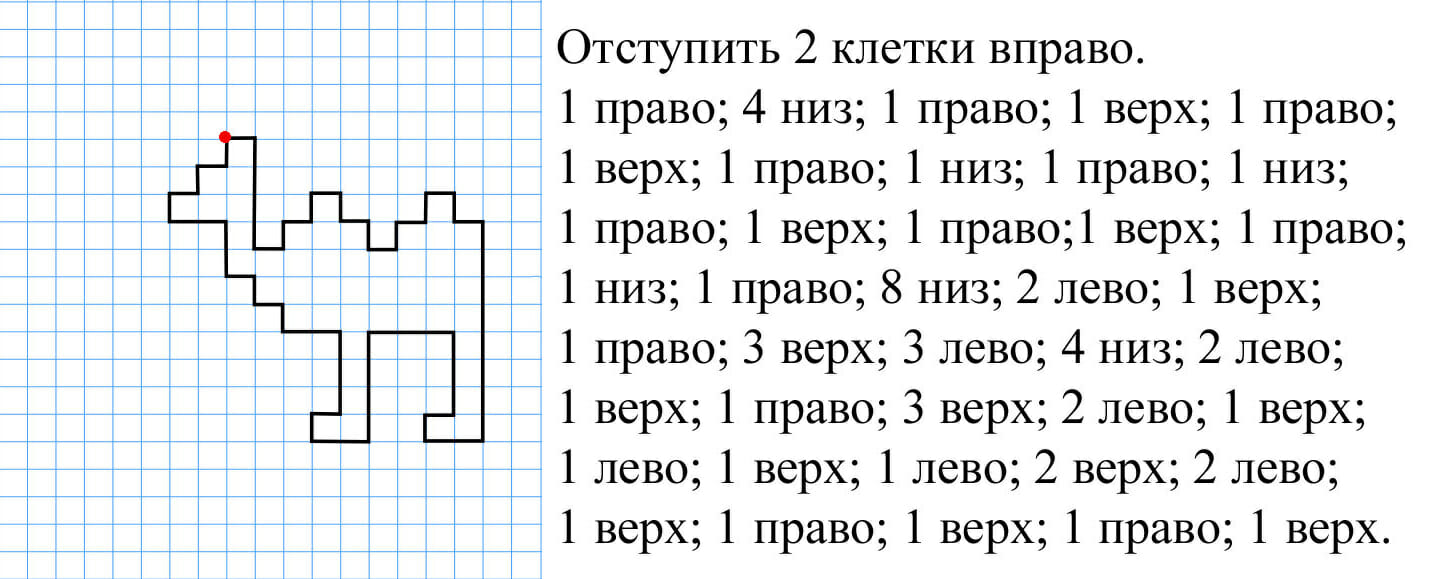 Отступить 2 клетки вправо.
1 право; 4 низ; 1 право; 1 верх; 1 право;
1 верх; 1 право; 1 низ; 1 право; 1 низ;
1 право; 1 верх; 1 право;1 верх; 1 право;
1 низ; 1 право; 8 низ; 2 лево; 1 верх;
1 право; 3 верх; 3 лево; 4 низ; 2 лево;
1 верх; 1 право; 3 верх; 2 лево; 1 верх;
1 лево; 1 верх; 1 лево; 2 верх; 2 лево;
1 верх; 1 право; 1 верх; 1 право; 1 верх.